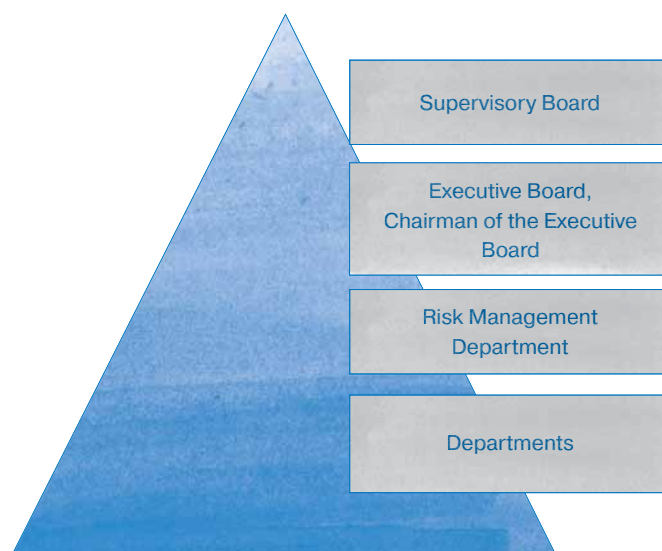 Supervisory Board
Executive Board,
Chairman of the Executive
Board
Risk Management
Department
Departments